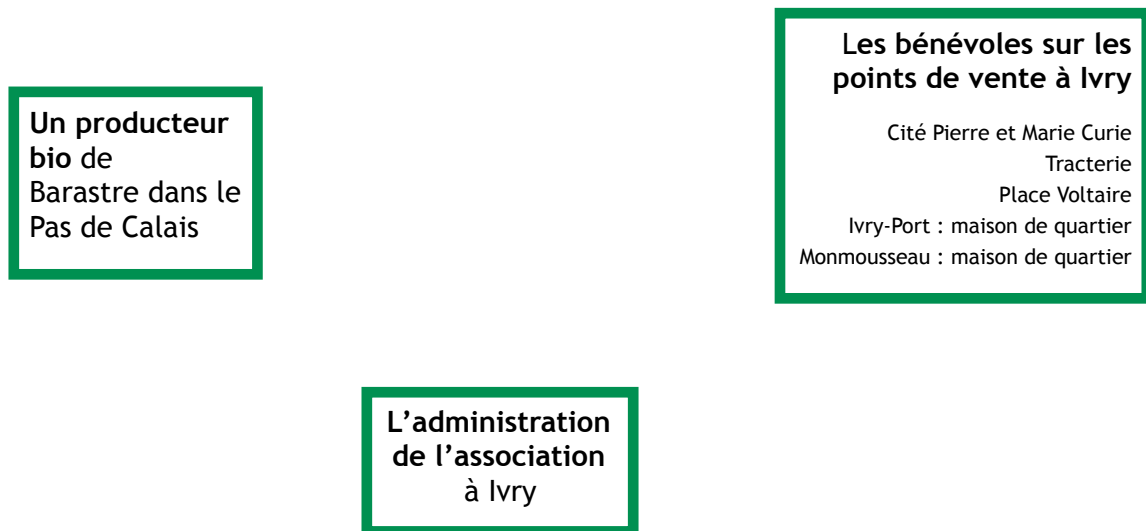 Un producteur
bio de
Barastre dans le
Pas de Calais
Les bénévoles sur les
points de vente à Ivry
Cité Pierre et Marie Curie
Tracterie
Place Voltaire
Ivry-Port : maison de quartier
Monmousseau : maison de quartier
L’administration
de l’association
à Ivry